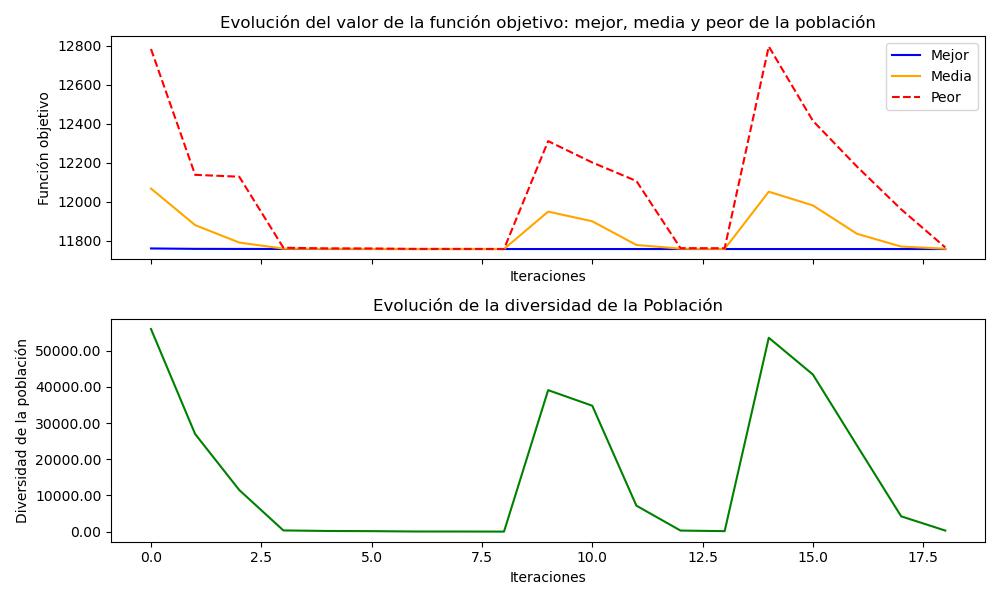 Evolución del valor de la función objetivo: mejor, media y peor de la población
12800
12600
12400
12200
12000
11800
Función objetivo
Mejor
Media
Peor
Iteraciones
Evolución de la diversidad de la Población
50000.00
40000.00
30000.00
20000.00
10000.00
0.00
Diversidad de la población
0.0 2.5 5.0 7.5 10.0 12.5 15.0 17.5
Iteraciones